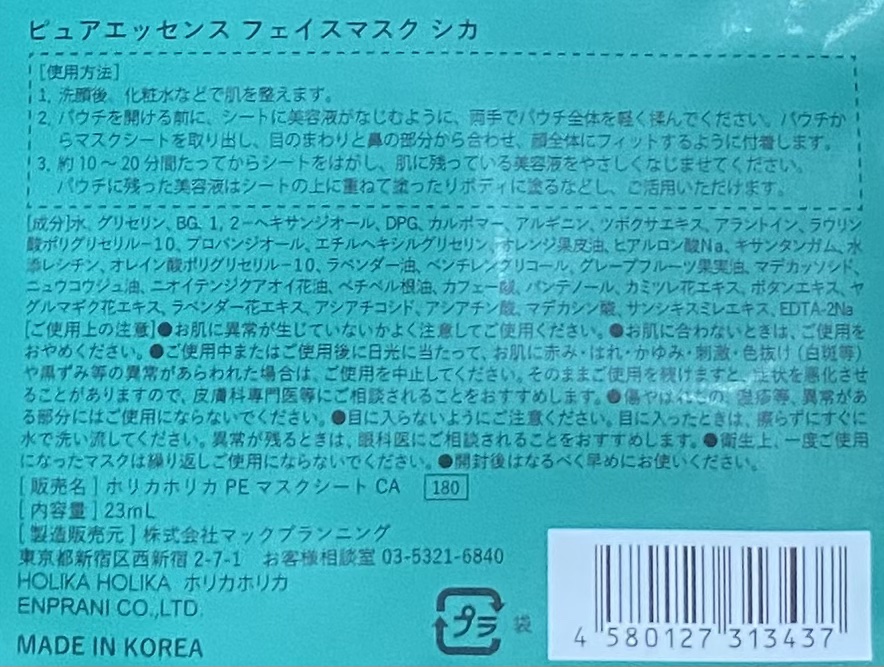 ピュアエッセンス フェイスマスク シカ
[使用方法]
1. 洗顔後、化粧水などで肌を整えます。
2. パウチを開ける前に、シートに美容液がなじむように、両手でパウチ全体を軽く揉んでください。パウチか
らマスクシートを取り出し、目のまわりと鼻の部分から合わせ、顔全体にフィットするように付着します。
3. 約10〜20分間たってからシートをはがし、肌に残っている美容液をやさしくなじませてください。
パウチに残った美容液はシートの上に重ねて塗ったりボディに塗るなどし、ご活用いただけます。
[成分]水、グリセリン、BG、1, 2-ヘキサンジオール、DPG、カルボマー、アルギニン、ツボクサエキス、アラントイン、ラウリン
酸ポリグリセリル-10、プロパンジオール、エチルヘキシルグリセリン、オレンジ果皮油、ヒアルロン酸Na、キサンタンガム、水
添レシチン、オレイン酸ポリグリセリル-10、ラベンダー油、ペンチレングリコール、グレープフルーツ果実油、マデカッソシド、
ニュウコウジュ油、ニオイテンジクアオイ花油、ベチベル根油、カフェー酸、パンテノール、カミツレ花エキス、ボタンエキス、ヤ
グルマギク花エキス、ラベンダー花エキス、アシアチコシド、アシアチン酸、マデカシン酸、サンシキスミレエキス、EDTA-2Na
[ご使用上の注意]●お肌に異常が生じていないかよく注意してご使用ください。●お肌に合わないときは、ご使用を
おやめください。●ご使用中またはご使用後に日光に当たって、お肌に赤み・はれ・かゆみ・刺激・色抜け（白斑等）
や黒ずみ等の異常があらわれた場合は、ご使用を中止してください。そのままご使用を続けますと、症状を悪化させ
ることがありますので、皮膚科専門医等にご相談されることをおすすめします。●傷やはれもの、湿疹等、異常があ
る部分にはご使用にならないでください。●目に入らないようにご注意ください。目に入ったときは、擦らずにすぐに
水で洗い流してください。異常が残るときは、眼科医にご相談されることをおすすめします。●衛生上、一度ご使用
になったマスクは繰り返しご使用にならないでください。●開封後はなるべく早めにお使いください。
[ 販売名 ] ホリカホリカ PE マスクシート CA 180
[ 内容量 ] 23mL
[ 製造販売元 ] 株式会社マックプランニング
東京都新宿区西新宿 2-7-1 お客様相談室 03-5321-6840
HOLIKA HOLIKA ホリカホリカ
ENPRANI CO.,LTD.
MADE IN KOREA
プラ 袋
4 580127 313437